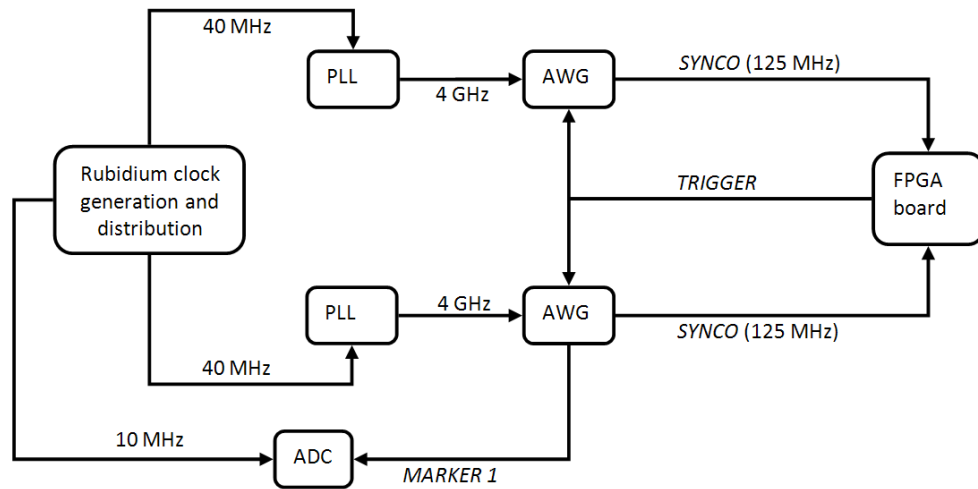 40 MHz
PLL
4 GHz
AWG
SYNCO (125 MHz)
Rubidium clock
generation and
distribution
TRIGGER
FPGA
board
PLL
4 GHz
AWG
SYNCO (125 MHz)
40 MHz
10 MHz
ADC
MARKER 1